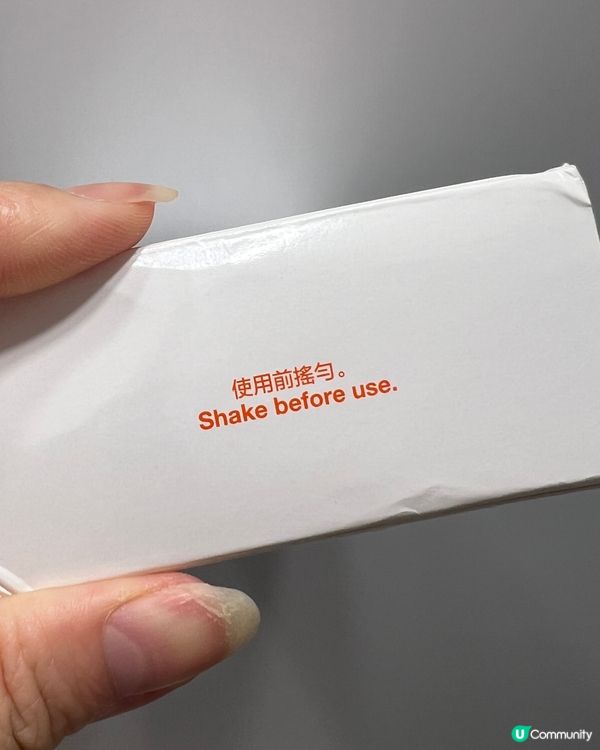 使用前搖勻。
Shake before use.
U Community